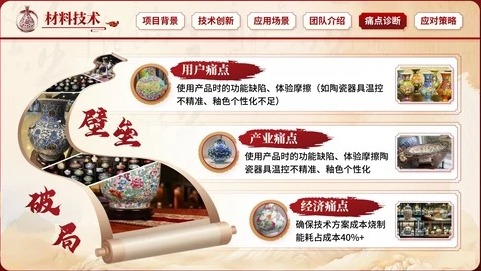 材料技术
项目背景 技术创新 应用场景 团队介绍 痛点诊断 应对策略
壁垒
破局
用户痛点
使用产品时的功能缺陷、体验摩擦（如陶瓷器具温控
不精准、釉色个性化不足）
产业痛点
使用产品时的功能缺陷、体验摩擦陶
瓷器具温控不精准、釉色个性化
经济痛点
确保技术方案成本烧制
能耗占成本40%+